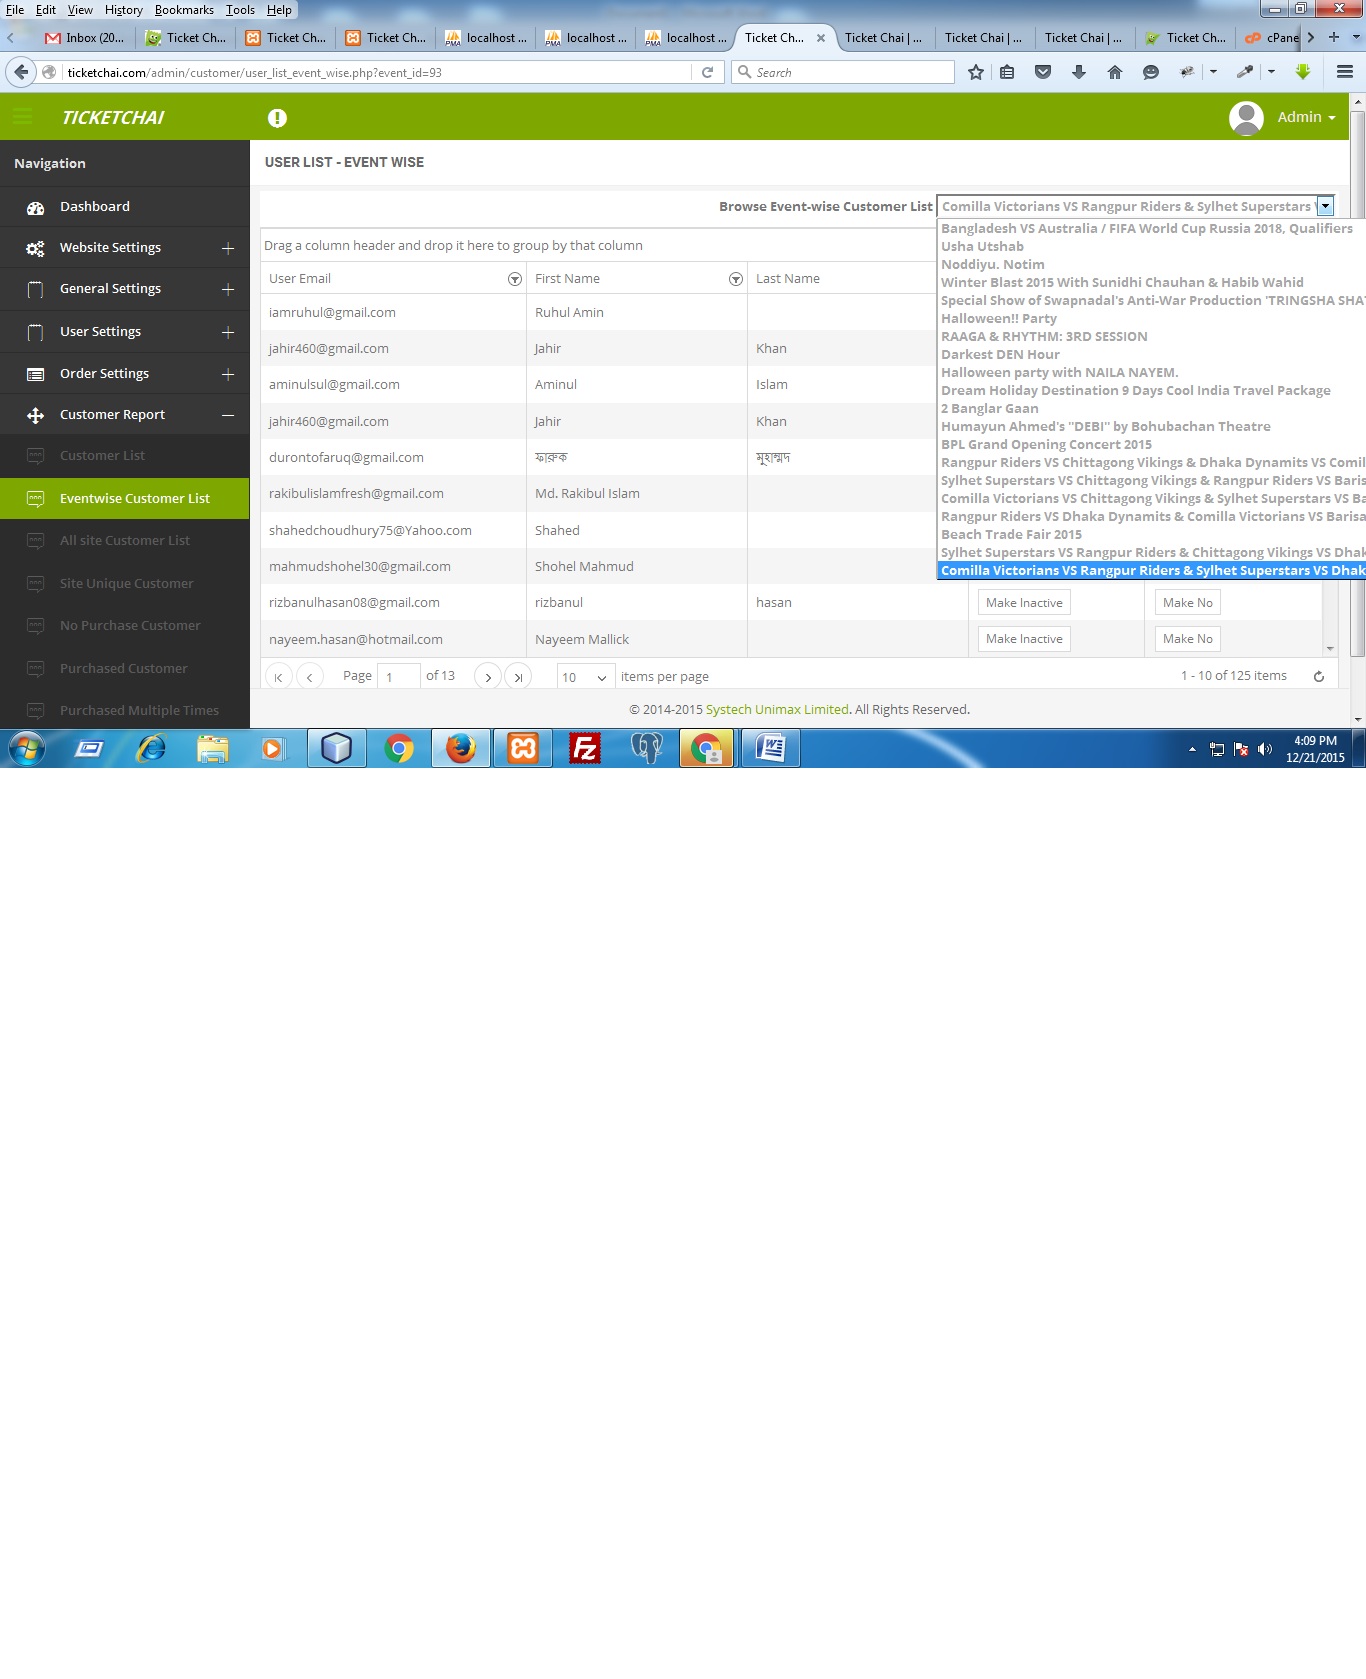 File Edit View History Bookmarks Tools Help
Inbox (20... Ticket Ch... Ticket Ch... Ticket Ch... localhost ... localhost ... localhost ... Ticket Ch... Ticket Chai | ... Ticket Chai | ... Ticket Chai | ... Ticket Ch... cPane
ticketchai.com/admin/customer/user_list_event_wise.php?event_id=93 Search
TICKETCHAI Admin
Navigation
USER LIST - EVENT WISE
Dashboard
Website Settings
General Settings
User Settings
Order Settings
Customer Report
Customer List
Eventwise Customer List
All site Customer List
Site Unique Customer
No Purchase Customer
Purchased Customer
Purchased Multiple Times
Browse Event-wise Customer List Comilla Victorians VS Rangpur Riders & Sylhet Superstars
Bangladesh VS Australia / FIFA World Cup Russia 2018, Qualifiers
Usha Utshab
Noddiyu. Notim
Winter Blast 2015 With Sunidhi Chauhan & Habib Wahid
Special Show of Swapnadal's Anti-War Production 'TRINGSHA SHA
Halloween!! Party
RAAGA & RHYTHM: 3RD SESSION
Darkest DEN Hour
Halloween party with NAILA NAYEM.
Dream Holiday Destination 9 Days Cool India Travel Package
2 Banglar Gaan
Humayun Ahmed's "DEBI" by Bohubachan Theatre
BPL Grand Opening Concert 2015
Rangpur Riders VS Chittagong Vikings & Dhaka Dynamits VS Comil
Sylhet Superstars VS Chittagong Vikings & Rangpur Riders VS Baris
Comilla Victorians VS Chittagong Vikings & Sylhet Superstars VS Ba
Rangpur Riders VS Dhaka Dynamits & Comilla Victorians VS Barisa
Beach Trade Fair 2015
Sylhet Superstars VS Rangpur Riders & Chittagong Vikings VS Dhak
Comilla Victorians VS Rangpur Riders & Sylhet Superstars VS Dhak
Drag a column header and drop it here to group by that column
User Email First Name Last Name
iamruhul@gmail.com Ruhul Amin
jahir460@gmail.com Jahir Khan
aminulsul@gmail.com Aminul Islam
jahir460@gmail.com Jahir Khan
durontofaruq@gmail.com ফারুক মুহাম্মদ
rakibulislamfresh@gmail.com Md. Rakibul Islam
shahedchoudhury75@Yahoo.com Shahed
mahmudshohel30@gmail.com Shohel Mahmud
rizbanulhasan08@gmail.com rizbanul hasan Make Inactive Make No
nayeem.hasan@hotmail.com Nayeem Mallick Make Inactive Make No
Page 1 of 13 10 items per page 1 - 10 of 125 items
© 2014-2015 Systech Unimax Limited. All Rights Reserved.
4:09 PM
12/21/2015